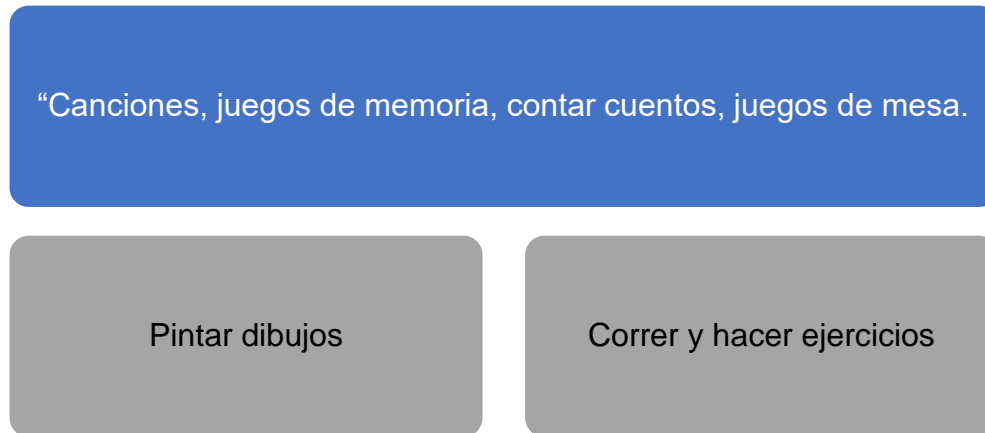 “Canciones, juegos de memoria, contar cuentos, juegos de mesa.
Pintar dibujos
Correr y hacer ejercicios